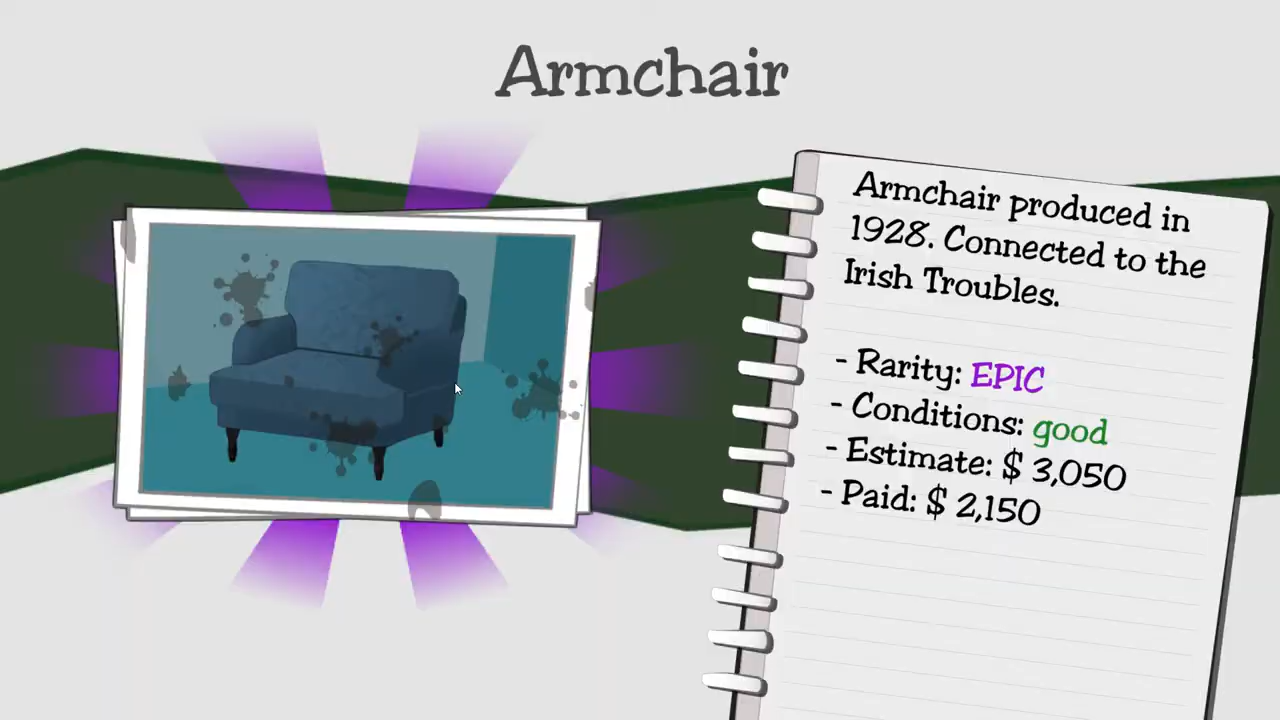 Armchair
Armchair produced in
1928. Connected to the
Irish Troubles.
- Rarity: EPIC
- Conditions: good
- Estimate: $ 3,050
- Paid: $ 2,150